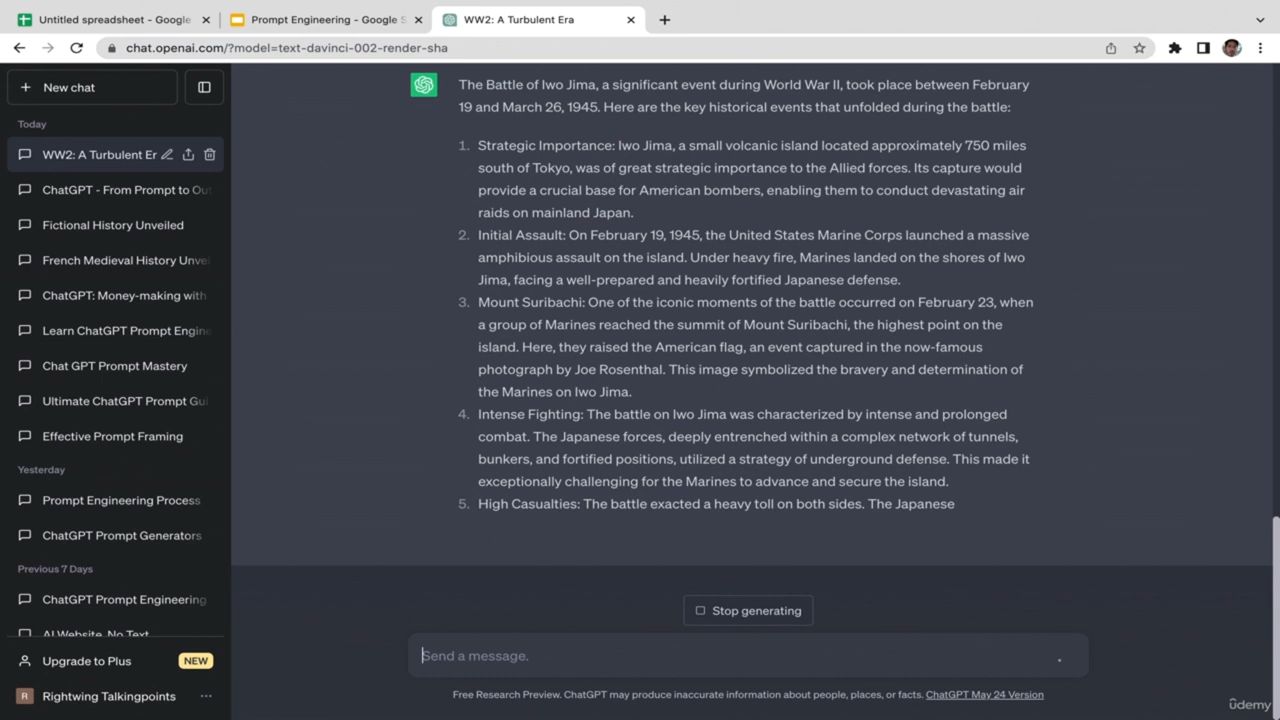 Untitled spreadsheet - Google
Prompt Engineering - Google S
WW2: A Turbulent Era
chat.openai.com/?model=text-davinci-002-render-sha
New chat
Today
WW2: A Turbulent Er
ChatGPT - From Prompt to Ou
Fictional History Unveiled
French Medieval History Unve
ChatGPT: Money-making with
Learn ChatGPT Prompt Engine
Chat GPT Prompt Mastery
Ultimate ChatGPT Prompt Gui
Effective Prompt Framing
Yesterday
Prompt Engineering Process
ChatGPT Prompt Generators
Previous 7 Days
ChatGPT Prompt Engineering
AI Website, No Text
Upgrade to Plus NEW
R Rightwing Talkingpoints
The Battle of Iwo Jima, a significant event during World War II, took place between February
19 and March 26, 1945. Here are the key historical events that unfolded during the battle:
1. Strategic Importance: Iwo Jima, a small volcanic island located approximately 750 miles
south of Tokyo, was of great strategic importance to the Allied forces. Its capture would
provide a crucial base for American bombers, enabling them to conduct devastating air
raids on mainland Japan.
2. Initial Assault: On February 19, 1945, the United States Marine Corps launched a massive
amphibious assault on the island. Under heavy fire, Marines landed on the shores of Iwo
Jima, facing a well-prepared and heavily fortified Japanese defense.
3. Mount Suribachi: One of the iconic moments of the battle occurred on February 23, when
a group of Marines reached the summit of Mount Suribachi, the highest point on the
island. Here, they raised the American flag, an event captured in the now-famous
photograph by Joe Rosenthal. This image symbolized the bravery and determination of
the Marines on Iwo Jima.
4. Intense Fighting: The battle on Iwo Jima was characterized by intense and prolonged
combat. The Japanese forces, deeply entrenched within a complex network of tunnels,
bunkers, and fortified positions, utilized a strategy of underground defense. This made it
exceptionally challenging for the Marines to advance and secure the island.
5. High Casualties: The battle exacted a heavy toll on both sides. The Japanese
Stop generating
Send a message.
Free Research Preview. ChatGPT may produce inaccurate information about people, places, or facts. ChatGPT May 24 Version
ûdemy